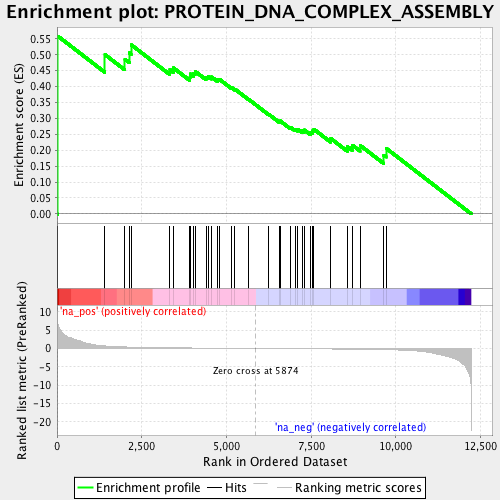 Enrichment plot: PROTEIN_DNA_COMPLEX_ASSEMBLY
Enrichment score (ES)
0.55
0.50
0.45
0.40
0.35
0.30
0.25
0.20
0.15
0.10
0.05
0.00
'na_pos' (positively correlated)
Ranked list metric (PreRanked)
10
5
0
-5
-10
-15
-20
Zero cross at 5874
'na_neg' (negatively correlated)
0
2,500
5,000
7,500
10,000
12,500
Rank in Ordered Dataset
Enrichment profile
Hits
Ranking metric scores